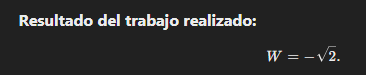 Resultado del trabajo realizado:
W = −√2.